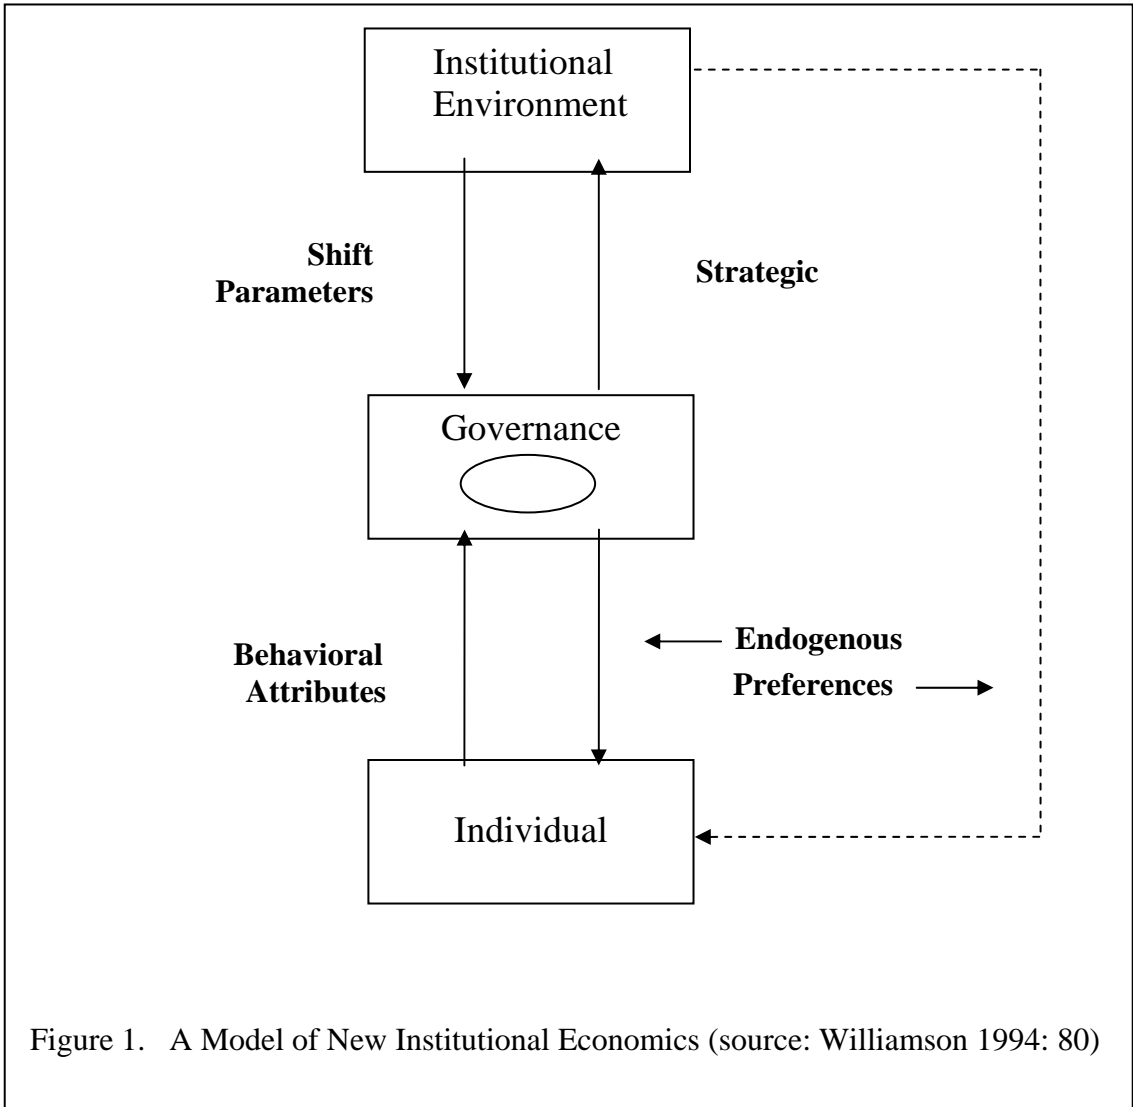 Institutional
Environment
Shift
Parameters
Strategic
Governance
Behavioral
Attributes
Endogenous
Preferences
Individual
Figure 1. A Model of New Institutional Economics (source: Williamson 1994: 80)